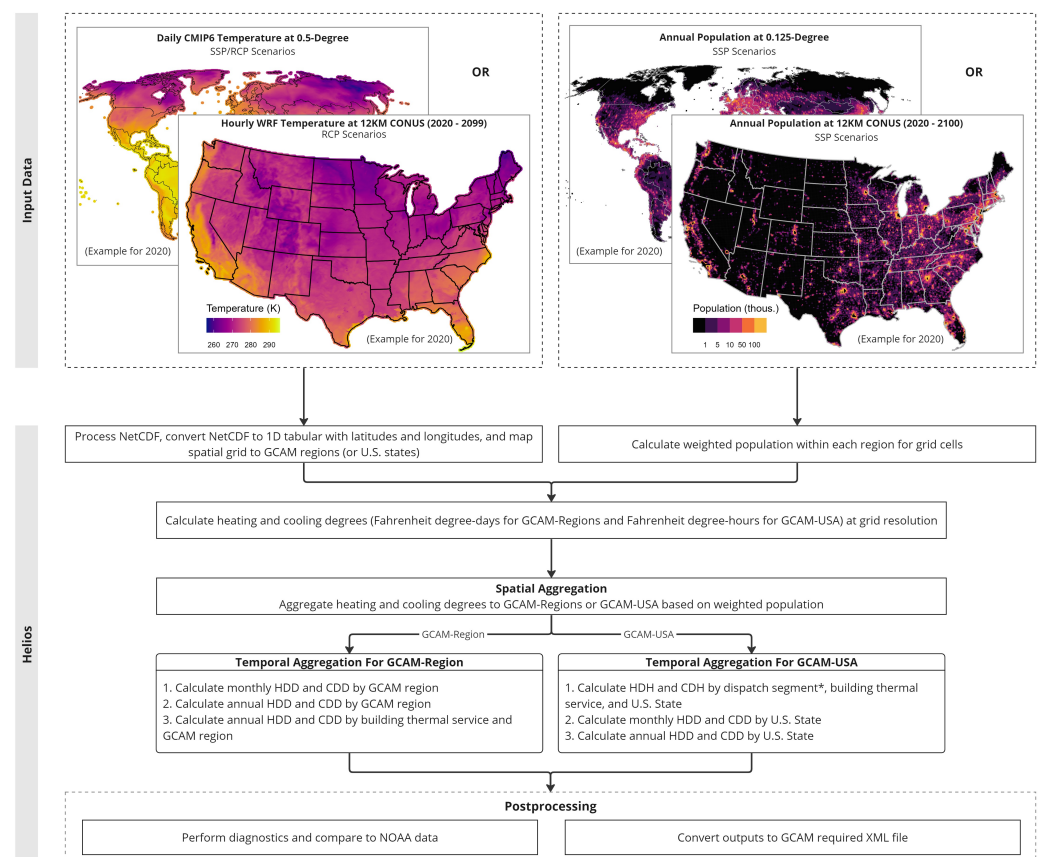 Input Data
Daily CMIP6 Temperature at 0.5-Degree
SSP/RCP Scenarios
OR
Hourly WRF Temperature at 12KM CONUS (2020 - 2099)
RCP Scenarios
(Example for 2020)
Temperature (K)
260 270 280 290
(Example for 2020)
Annual Population at 0.125-Degree
SSP Scenarios
OR
Annual Population at 12KM CONUS (2020 - 2100)
SSP Scenarios
(Example for 2020)
Population (thous.)
1 5 10 50 100
(Example for 2020)
Helios
Process NetCDF, convert NetCDF to 1D tabular with latitudes and longitudes, and map
spatial grid to GCAM regions (or U.S. states)
Calculate weighted population within each region for grid cells
Calculate heating and cooling degrees (Fahrenheit degree-days for GCAM-Regions and Fahrenheit degree-hours for GCAM-USA) at grid resolution
Spatial Aggregation
Aggregate heating and cooling degrees to GCAM-Regions or GCAM-USA based on weighted population
GCAM-Region
GCAM-USA
Temporal Aggregation For GCAM-Region
1. Calculate monthly HDD and CDD by GCAM region
2. Calculate annual HDD and CDD by GCAM region
3. Calculate annual HDD and CDD by building thermal service and
GCAM region
Temporal Aggregation For GCAM-USA
1. Calculate HDH and CDH by dispatch segment*, building thermal
service, and U.S. State
2. Calculate monthly HDD and CDD by U.S. State
3. Calculate annual HDD and CDD by U.S. State
Postprocessing
Perform diagnostics and compare to NOAA data
Convert outputs to GCAM required XML file